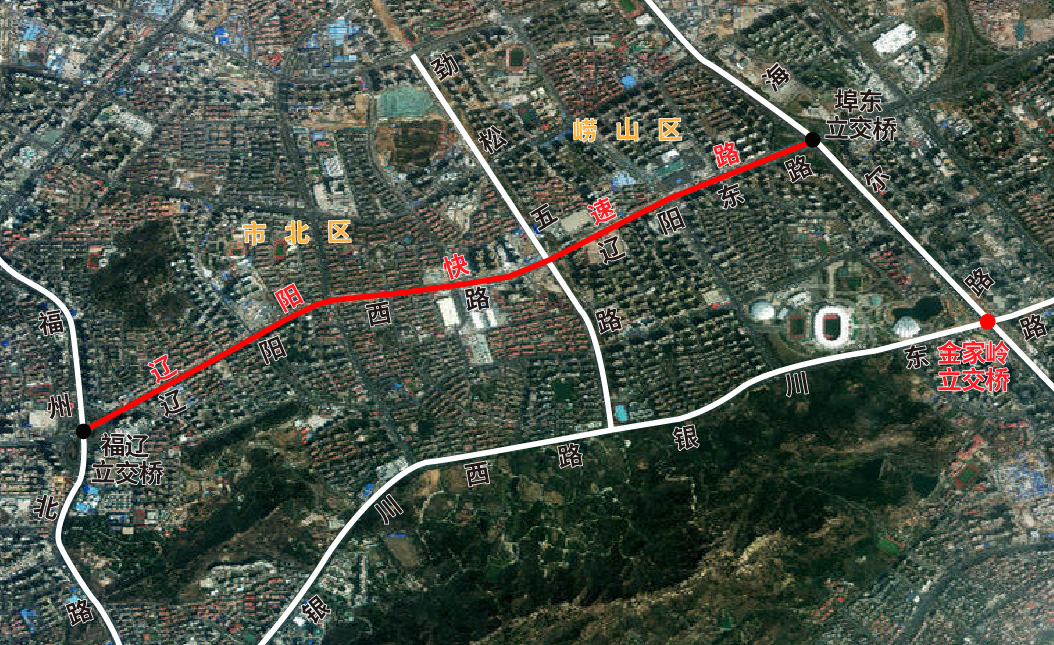 劲松五路
海尔路
埠东
立交桥
崂山区
市北区
辽阳快速路
辽阳东路
辽阳西路
福州北路
福辽
立交桥
金家岭
立交桥
银川东路
银川西路